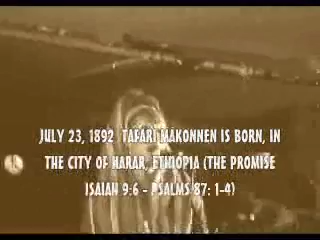 JULY 23, 1892 TAFARI MAKONNEN IS BORN, IN
THE CITY OF HARAR, ETHIOPIA (THE PROMISE
ISAIAH 9:6 - PSALMS 87: 1-4)